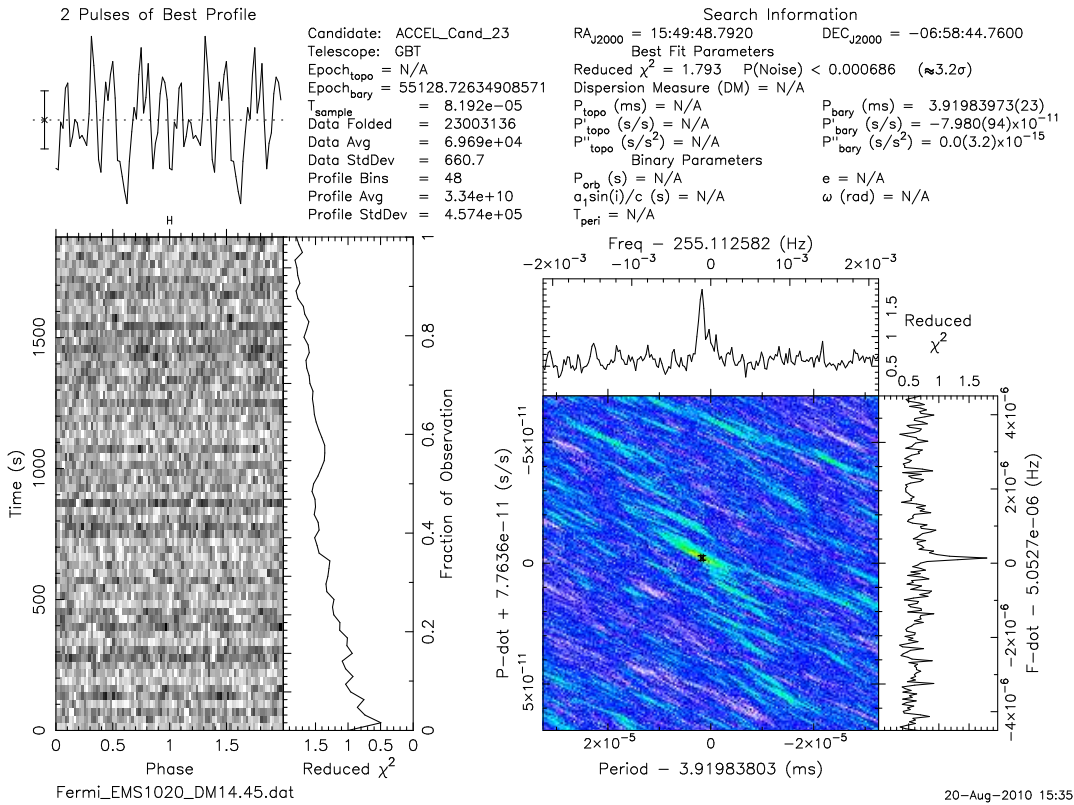 2 Pulses of Best Profile
Search Information
Candidate: ACCEL_Cand_23
Telescope: GBT
Epoch_topo = N/A
Epoch_bary = 55128.72634908571
T_sample = 8.192e-05
Data Folded = 23003136
Data Avg = 6.969e+04
Data StdDev = 660.7
Profile Bins = 48
Profile Avg = 3.34e+10
Profile StdDev = 4.574e+05
RA_J2000 = 15:49:48.7920 DEC_J2000 = −06:58:44.7600
Best Fit Parameters
Reduced χ² = 1.793 P(Noise) < 0.000686 (≈3.2σ)
Dispersion Measure (DM) = N/A
P_topo (ms) = N/A P_bary (ms) = 3.91983973(23)
P'_topo (s/s) = N/A P'_bary (s/s) = −7.980(94)×10⁻¹¹
P''_topo (s/s²) = N/A P''_bary (s/s²) = 0.0(3.2)×10⁻¹⁵
Binary Parameters
P_orb (s) = N/A e = N/A
a₁sin(i)/c (s) = N/A ω (rad) = N/A
T_peri = N/A
H
Time (s)
0 500 1000 1500
0 0.5 1 1.5
Phase
1.5 1 0.5 0
Reduced χ²
Fraction of Observation
0 0.2 0.4 0.6 0.8 1
Freq − 255.112582 (Hz)
−2×10⁻³ −10⁻³ 0 10⁻³ 2×10⁻³
0.5 1 1.5
Reduced
χ²
0.5 1 1.5
P−dot + 7.7636e−11 (s/s)
−5×10⁻¹¹ 0 5×10⁻¹¹
2×10⁻⁵ 0 −2×10⁻⁵
Period − 3.91983803 (ms)
4×10⁻⁶ 2×10⁻⁶ 0 −2×10⁻⁶ −4×10⁻⁶
F−dot − 5.0527e−06 (Hz)
Fermi_EMS1020_DM14.45.dat
20−Aug−2010 15:35